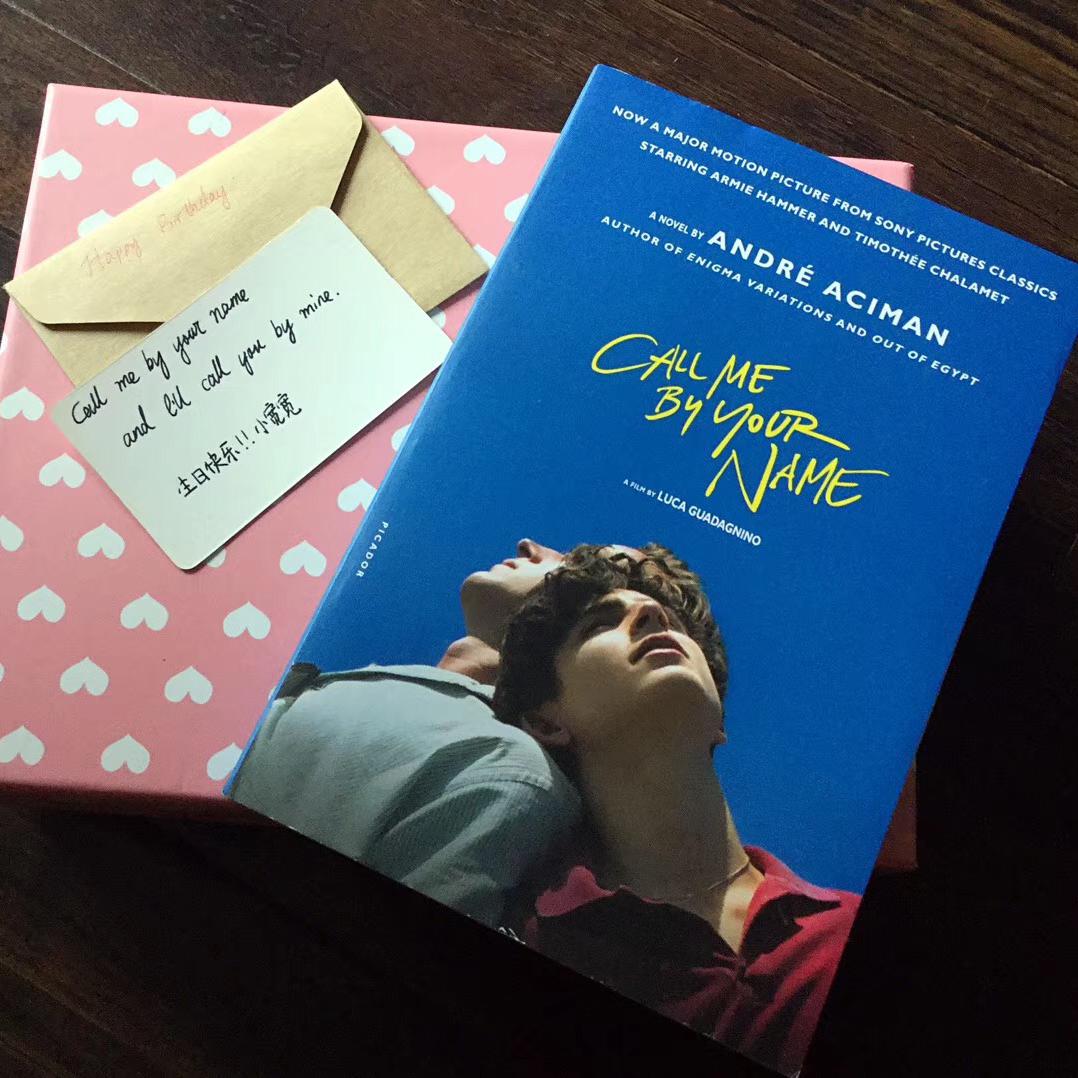 Happy Birthday
Call me by your name
and I'll call you by mine.
生日快乐!! 小宽宽
NOW A MAJOR MOTION PICTURE FROM SONY PICTURES CLASSICS
STARRING ARMIE HAMMER AND TIMOTHÉE CHALAMET
A NOVEL BY ANDRÉ ACIMAN
AUTHOR OF ENIGMA VARIATIONS AND OUT OF EGYPT
CALL ME
BY YOUR
NAME
A FILM BY LUCA GUADAGNINO
PICADOR